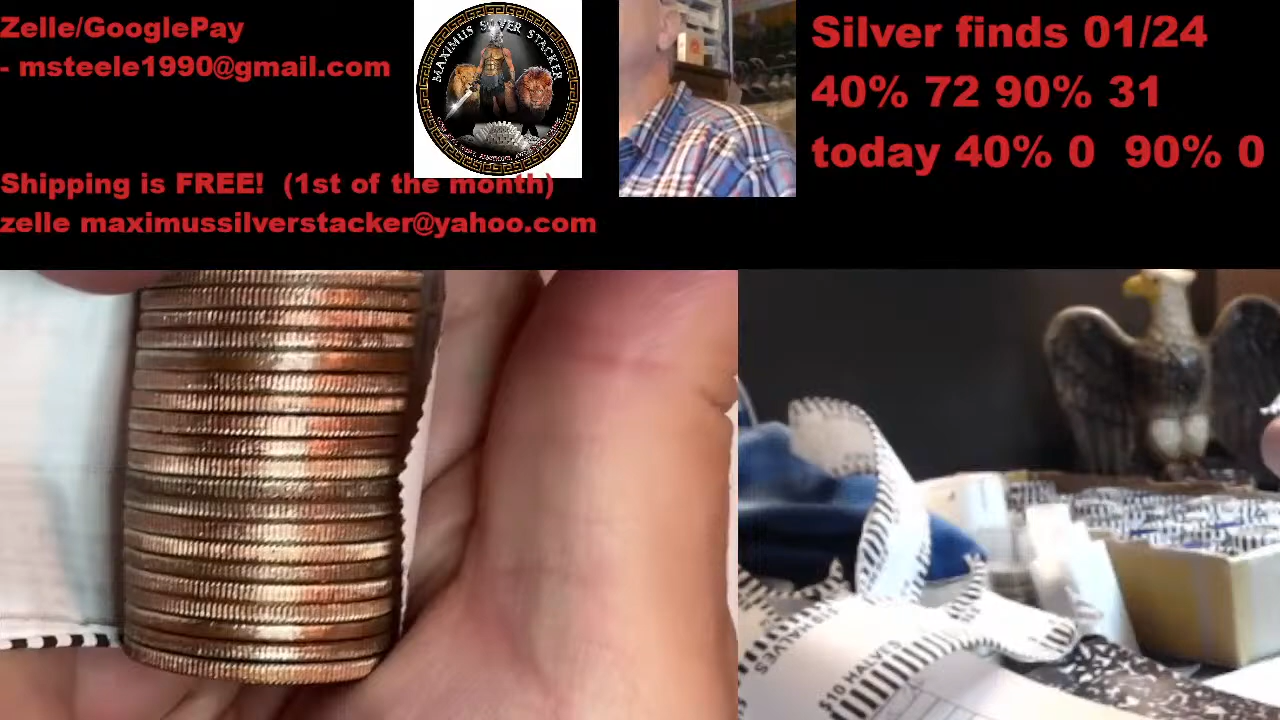 Zelle/GooglePay
- msteele1990@gmail.com
Shipping is FREE! (1st of the month)
zelle maximussilverstacker@yahoo.com
MAXIMUS SILVER STACKER
Silver finds 01/24
40% 72 90% 31
today 40% 0 90% 0
HALVES
$10 HALVES